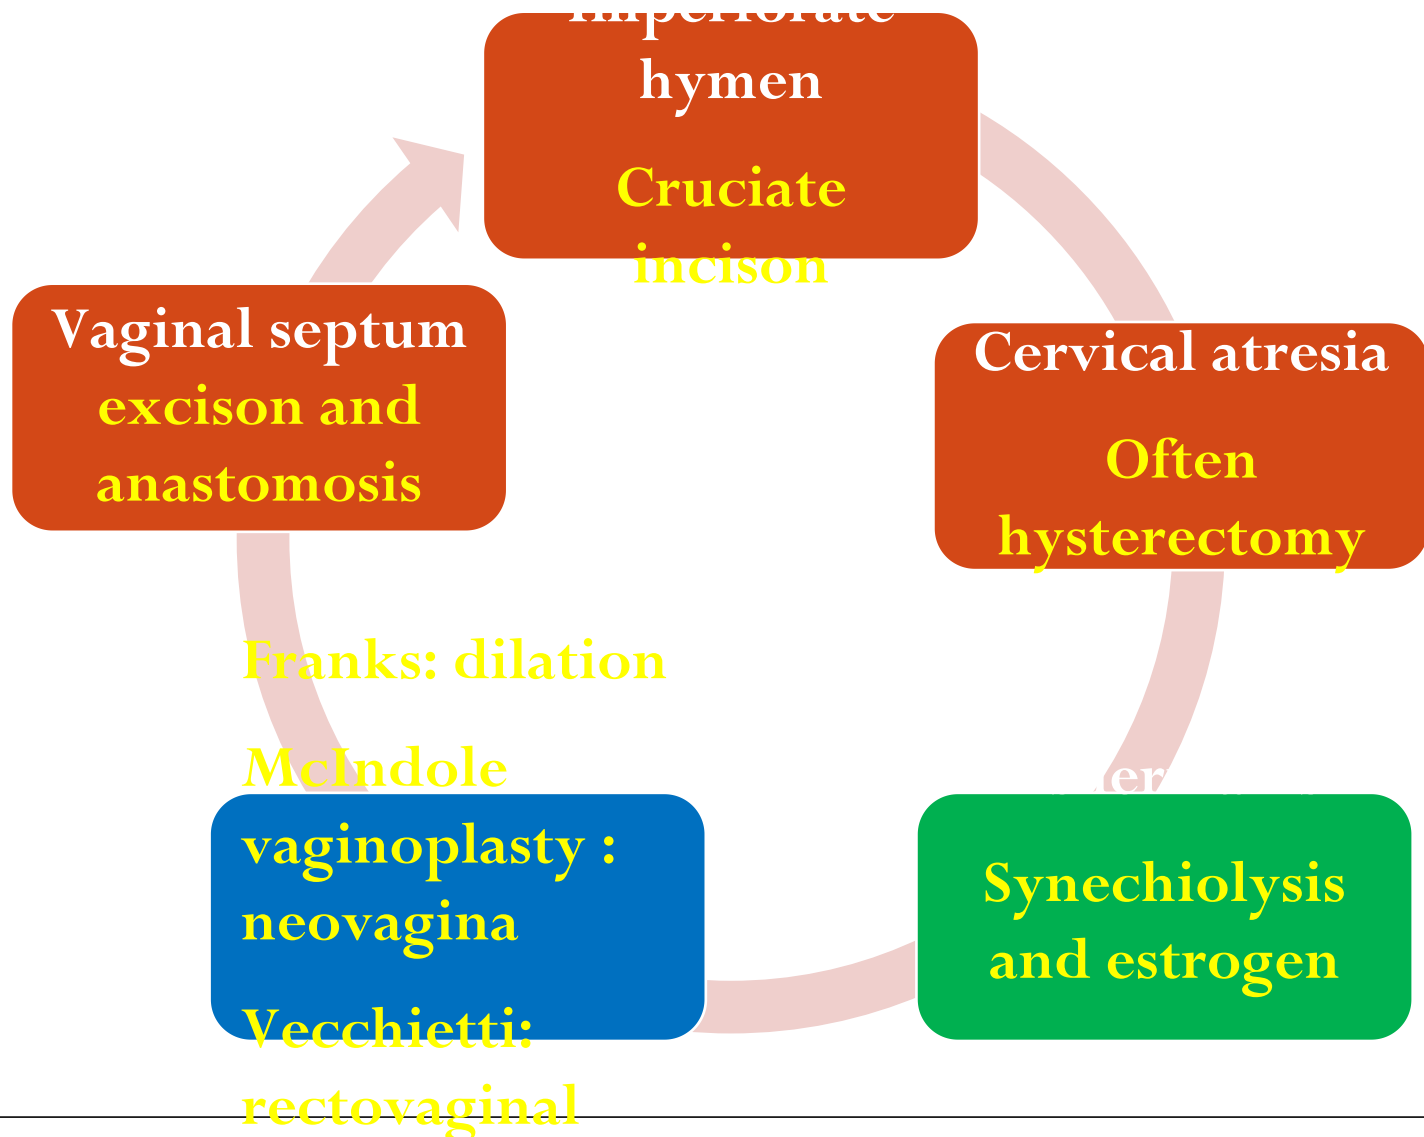 Imperforate
hymen
Cruciate
incison
Cervical atresia
Often
hysterectomy
Synechiolysis
and estrogen
Franks: dilation
McIndole
vaginoplasty :
neovagina
Vecchietti:
rectovaginal
Vaginal septum
excison and
anastomosis